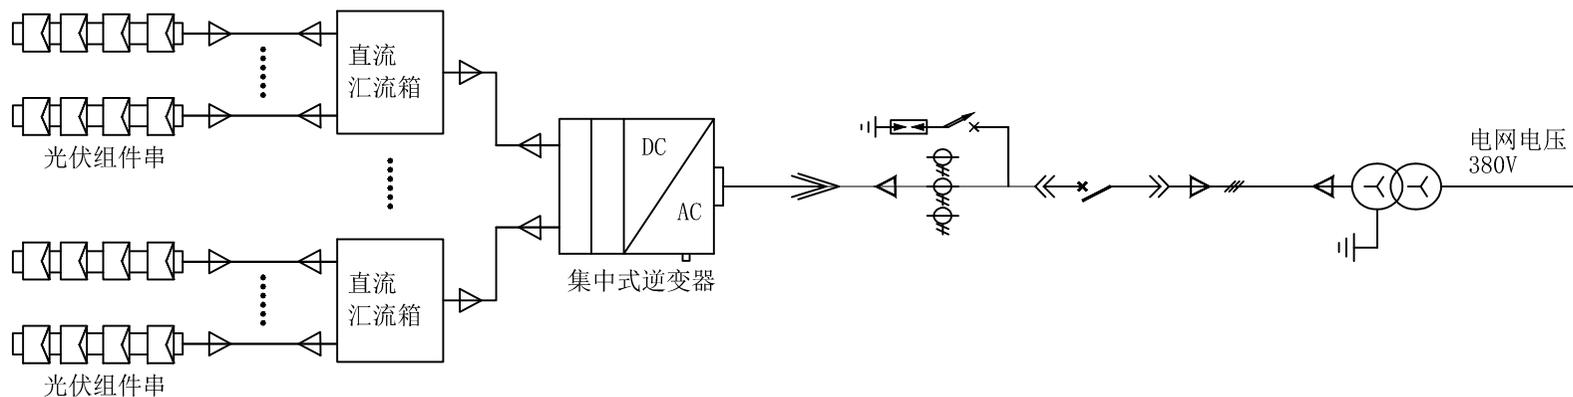 直流
汇流箱
光伏组件串
DC
AC
集中式逆变器
电网电压
380V
直流
汇流箱
光伏组件串